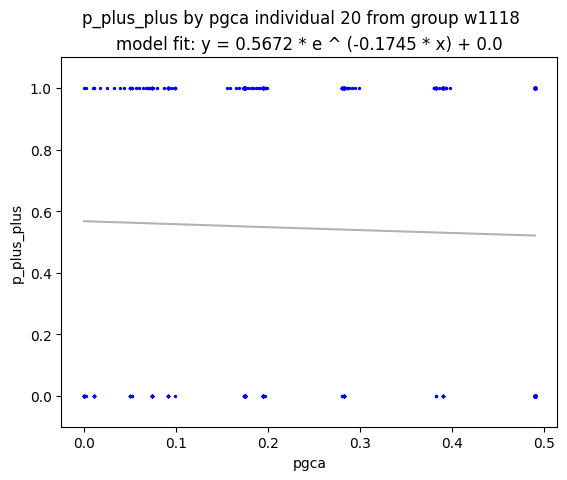 p_plus_plus by pgca individual 20 from group w1118
model fit: y = 0.5672 * e ^ (-0.1745 * x) + 0.0
1.0
0.8
0.6
0.4
0.2
0.0
p_plus_plus
0.0 0.1 0.2 0.3 0.4 0.5
pgca